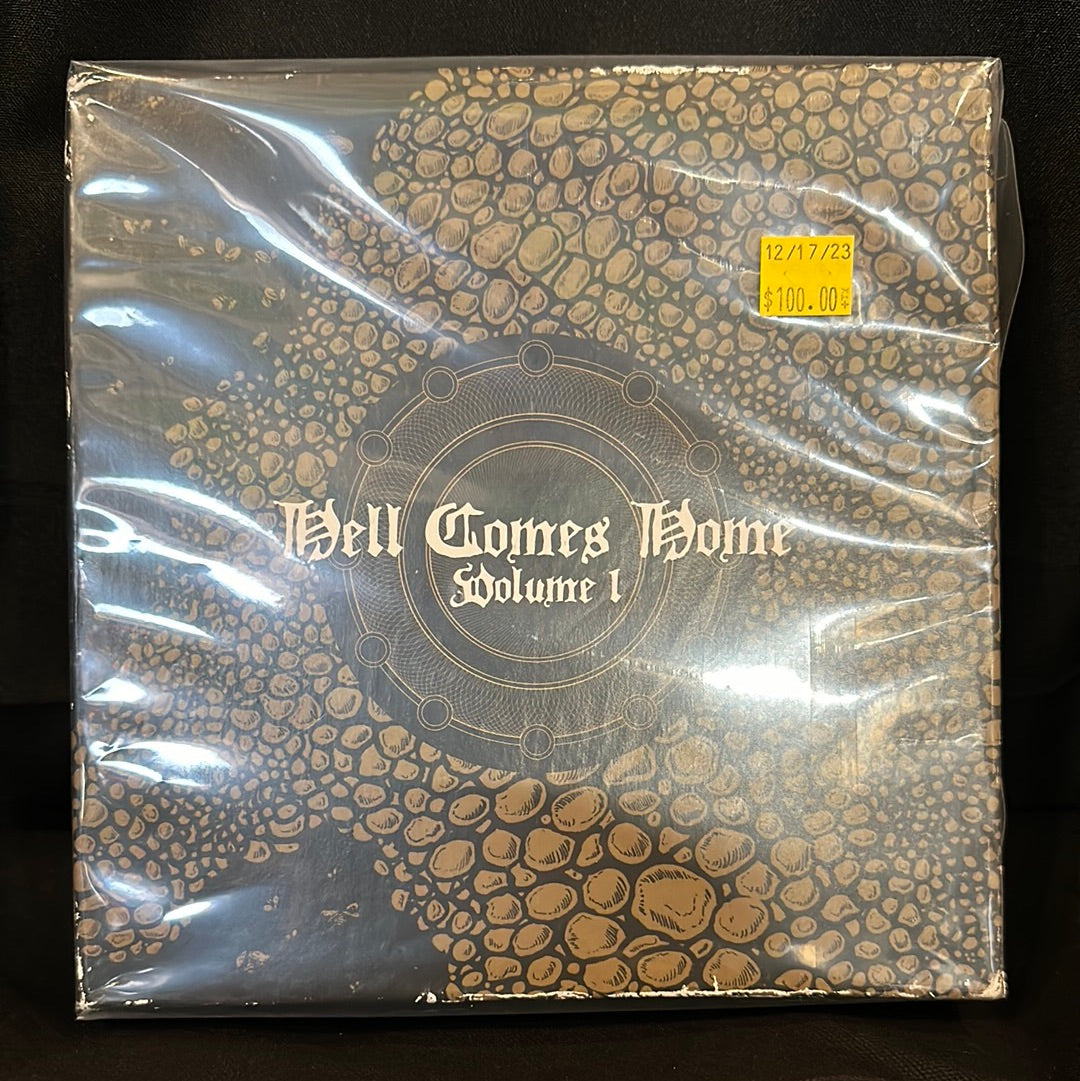 12/17/23
$100.00
Hell Comes Home
Volume 1